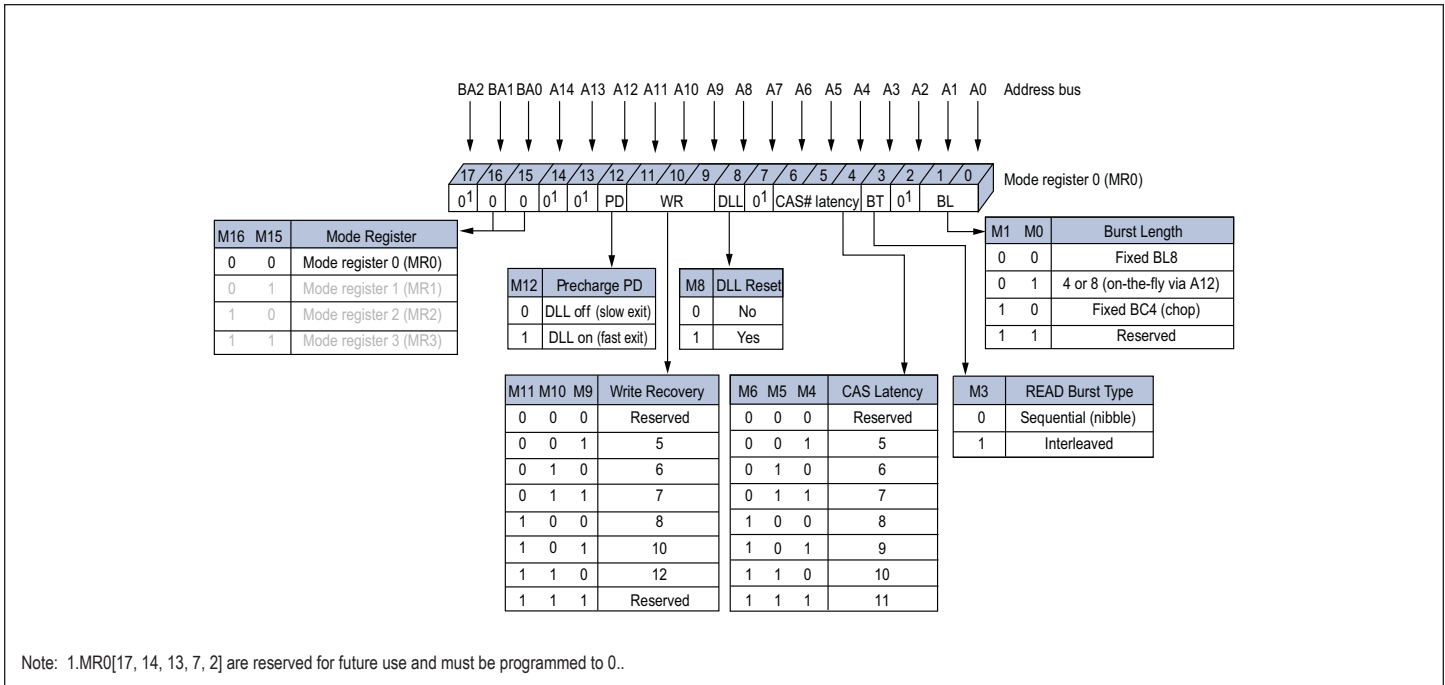 BA2 BA1 BA0 A14 A13 A12 A11 A10 A9 A8 A7 A6 A5 A4 A3 A2 A1 A0 Address bus
17 16 15 14 13 12 11 10 9 8 7 6 5 4 3 2 1 0 Mode register 0 (MR0)
0¹ 0 0 0¹ 0¹ PD WR DLL 0¹ CAS# latency BT 0¹ BL
M16 M15 Mode Register
0 0 Mode register 0 (MR0)
0 1 Mode register 1 (MR1)
1 0 Mode register 2 (MR2)
1 1 Mode register 3 (MR3)
M12 Precharge PD
0 DLL off (slow exit)
1 DLL on (fast exit)
M8 DLL Reset
0 No
1 Yes
M1 M0 Burst Length
0 0 Fixed BL8
0 1 4 or 8 (on-the-fly via A12)
1 0 Fixed BC4 (chop)
1 1 Reserved
M11 M10 M9 Write Recovery
0 0 0 Reserved
0 0 1 5
0 1 0 6
0 1 1 7
1 0 0 8
1 0 1 10
1 1 0 12
1 1 1 Reserved
M6 M5 M4 CAS Latency
0 0 0 Reserved
0 0 1 5
0 1 0 6
0 1 1 7
1 0 0 8
1 0 1 9
1 1 0 10
1 1 1 11
M3 READ Burst Type
0 Sequential (nibble)
1 Interleaved
Note: 1.MR0[17, 14, 13, 7, 2] are reserved for future use and must be programmed to 0..